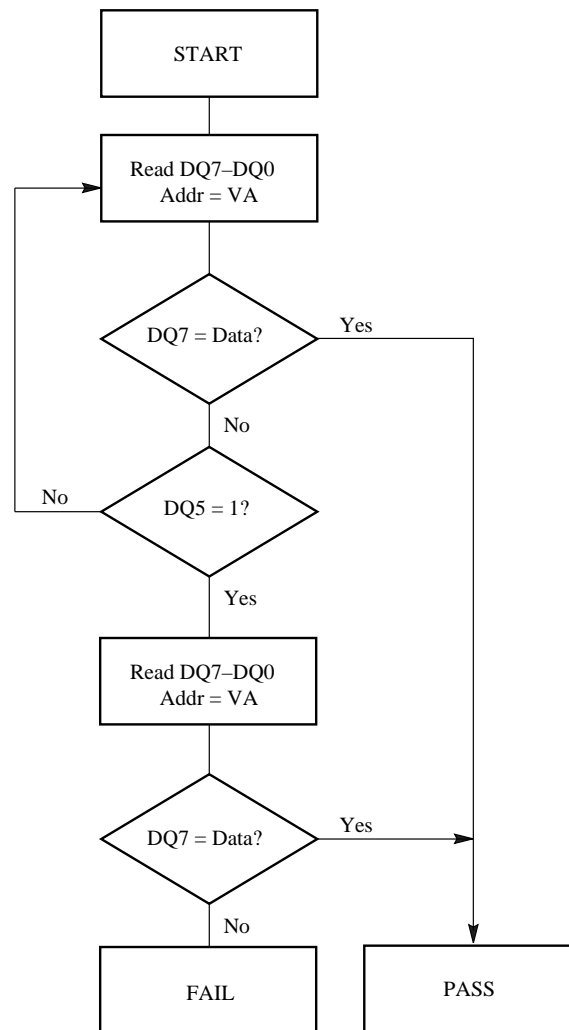 START
Read DQ7–DQ0
Addr = VA
DQ7 = Data?
Yes
No
No
DQ5 = 1?
Yes
Read DQ7–DQ0
Addr = VA
DQ7 = Data?
Yes
No
FAIL
PASS